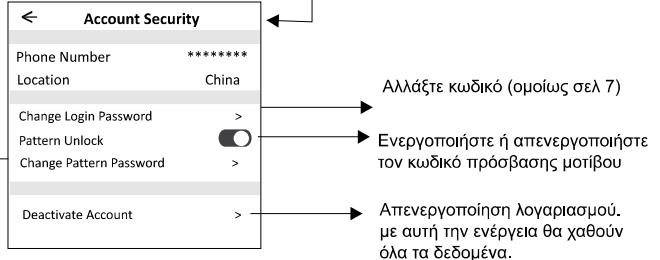 ← Account Security
Phone Number ********
Location China
Change Login Password >
Pattern Unlock
Change Pattern Password >
Deactivate Account >
Αλλάξτε κωδικό (ομοίως σελ 7)
Ενεργοποιήστε ή απενεργοποιήστε
τον κωδικό πρόσβασης μοτίβου
Απενεργοποίηση λογαριασμού.
με αυτή την ενέργεια θα χαθούν
όλα τα δεδομένα.